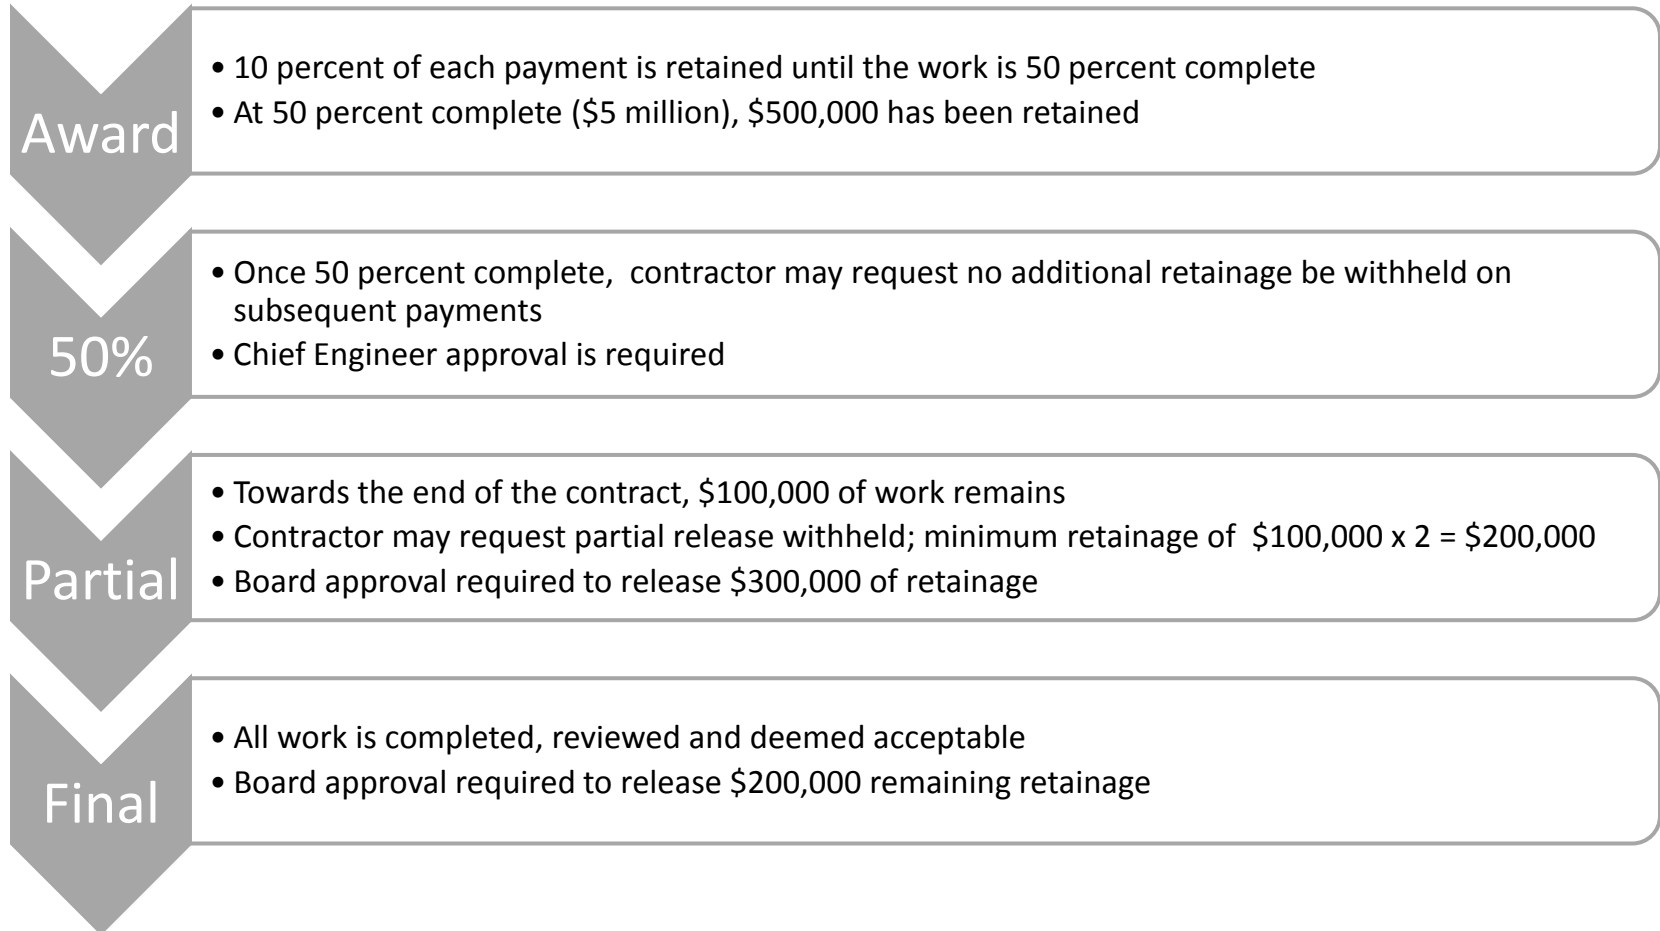 Award
• 10 percent of each payment is retained until the work is 50 percent complete
• At 50 percent complete ($5 million), $500,000 has been retained
50%
• Once 50 percent complete,  contractor may request no additional retainage be withheld on
subsequent payments
• Chief Engineer approval is required
Partial
• Towards the end of the contract, $100,000 of work remains
• Contractor may request partial release withheld; minimum retainage of  $100,000 x 2 = $200,000
• Board approval required to release $300,000 of retainage
Final
• All work is completed, reviewed and deemed acceptable
• Board approval required to release $200,000 remaining retainage